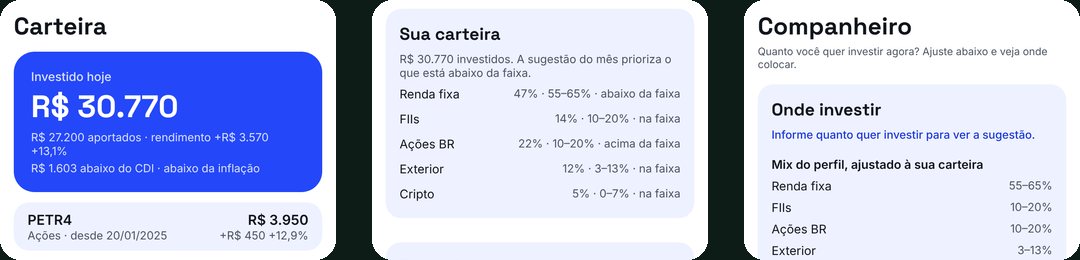 Carteira
Investido hoje
R$ 30.770
R$ 27.200 aportados · rendimento +R$ 3.570
+13,1%
R$ 1.603 abaixo do CDI · abaixo da inflação
PETR4 R$ 3.950
Ações · desde 20/01/2025 +R$ 450 +12,9%
Sua carteira
R$ 30.770 investidos. A sugestão do mês prioriza o
que está abaixo da faixa.
Renda fixa 47% · 55–65% · abaixo da faixa
FIIs 14% · 10–20% · na faixa
Ações BR 22% · 10–20% · acima da faixa
Exterior 12% · 3–13% · na faixa
Cripto 5% · 0–7% · na faixa
Companheiro
Quanto você quer investir agora? Ajuste abaixo e veja onde
colocar.
Onde investir
Informe quanto quer investir para ver a sugestão.
Mix do perfil, ajustado à sua carteira
Renda fixa 55–65%
FIIs 10–20%
Ações BR 10–20%
Exterior 3–13%